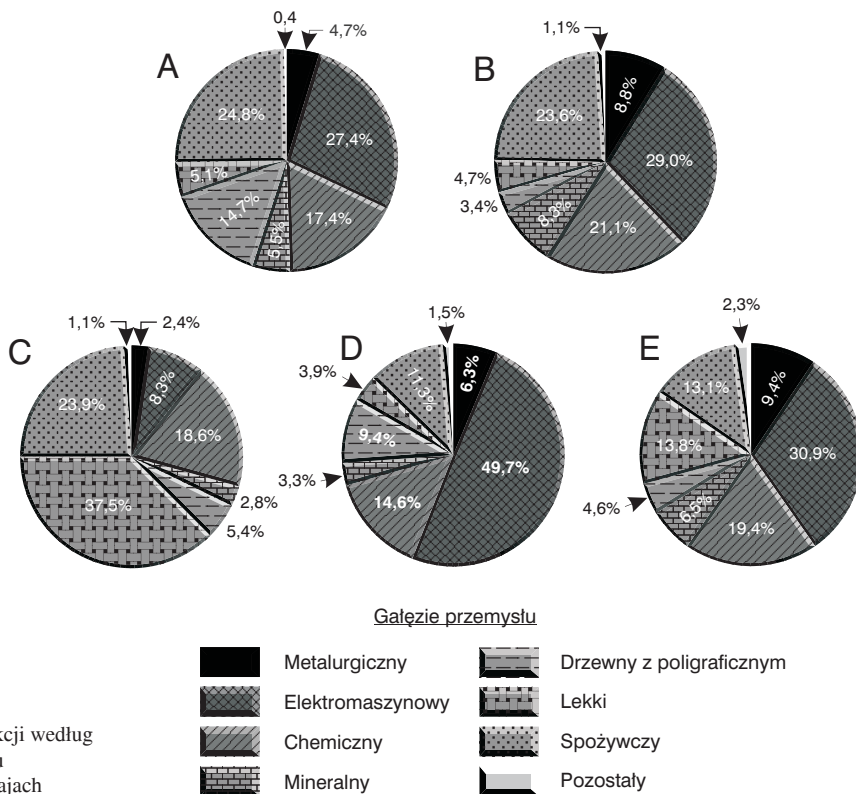 0,4
4,7%
A
24,8%
27,4%
5,1%
14,7%
5,5%
17,4%
1,1%
B
8,8%
23,6%
29,0%
4,7%
3,4%
8,3%
21,1%
1,1%
2,4%
C
8,3%
23,9%
18,6%
37,5%
2,8%
5,4%
1,5%
D
3,9%
11,3%
6,3%
9,4%
49,7%
3,3%
14,6%
2,3%
E
13,1%
9,4%
13,8%
30,9%
4,6%
6,5%
19,4%
Gałęzie przemysłu
Metalurgiczny
Elektromaszynowy
Chemiczny
Mineralny
Drzewny z poligraficznym
Lekki
Spożywczy
Pozostały
kcji według
u
ajach